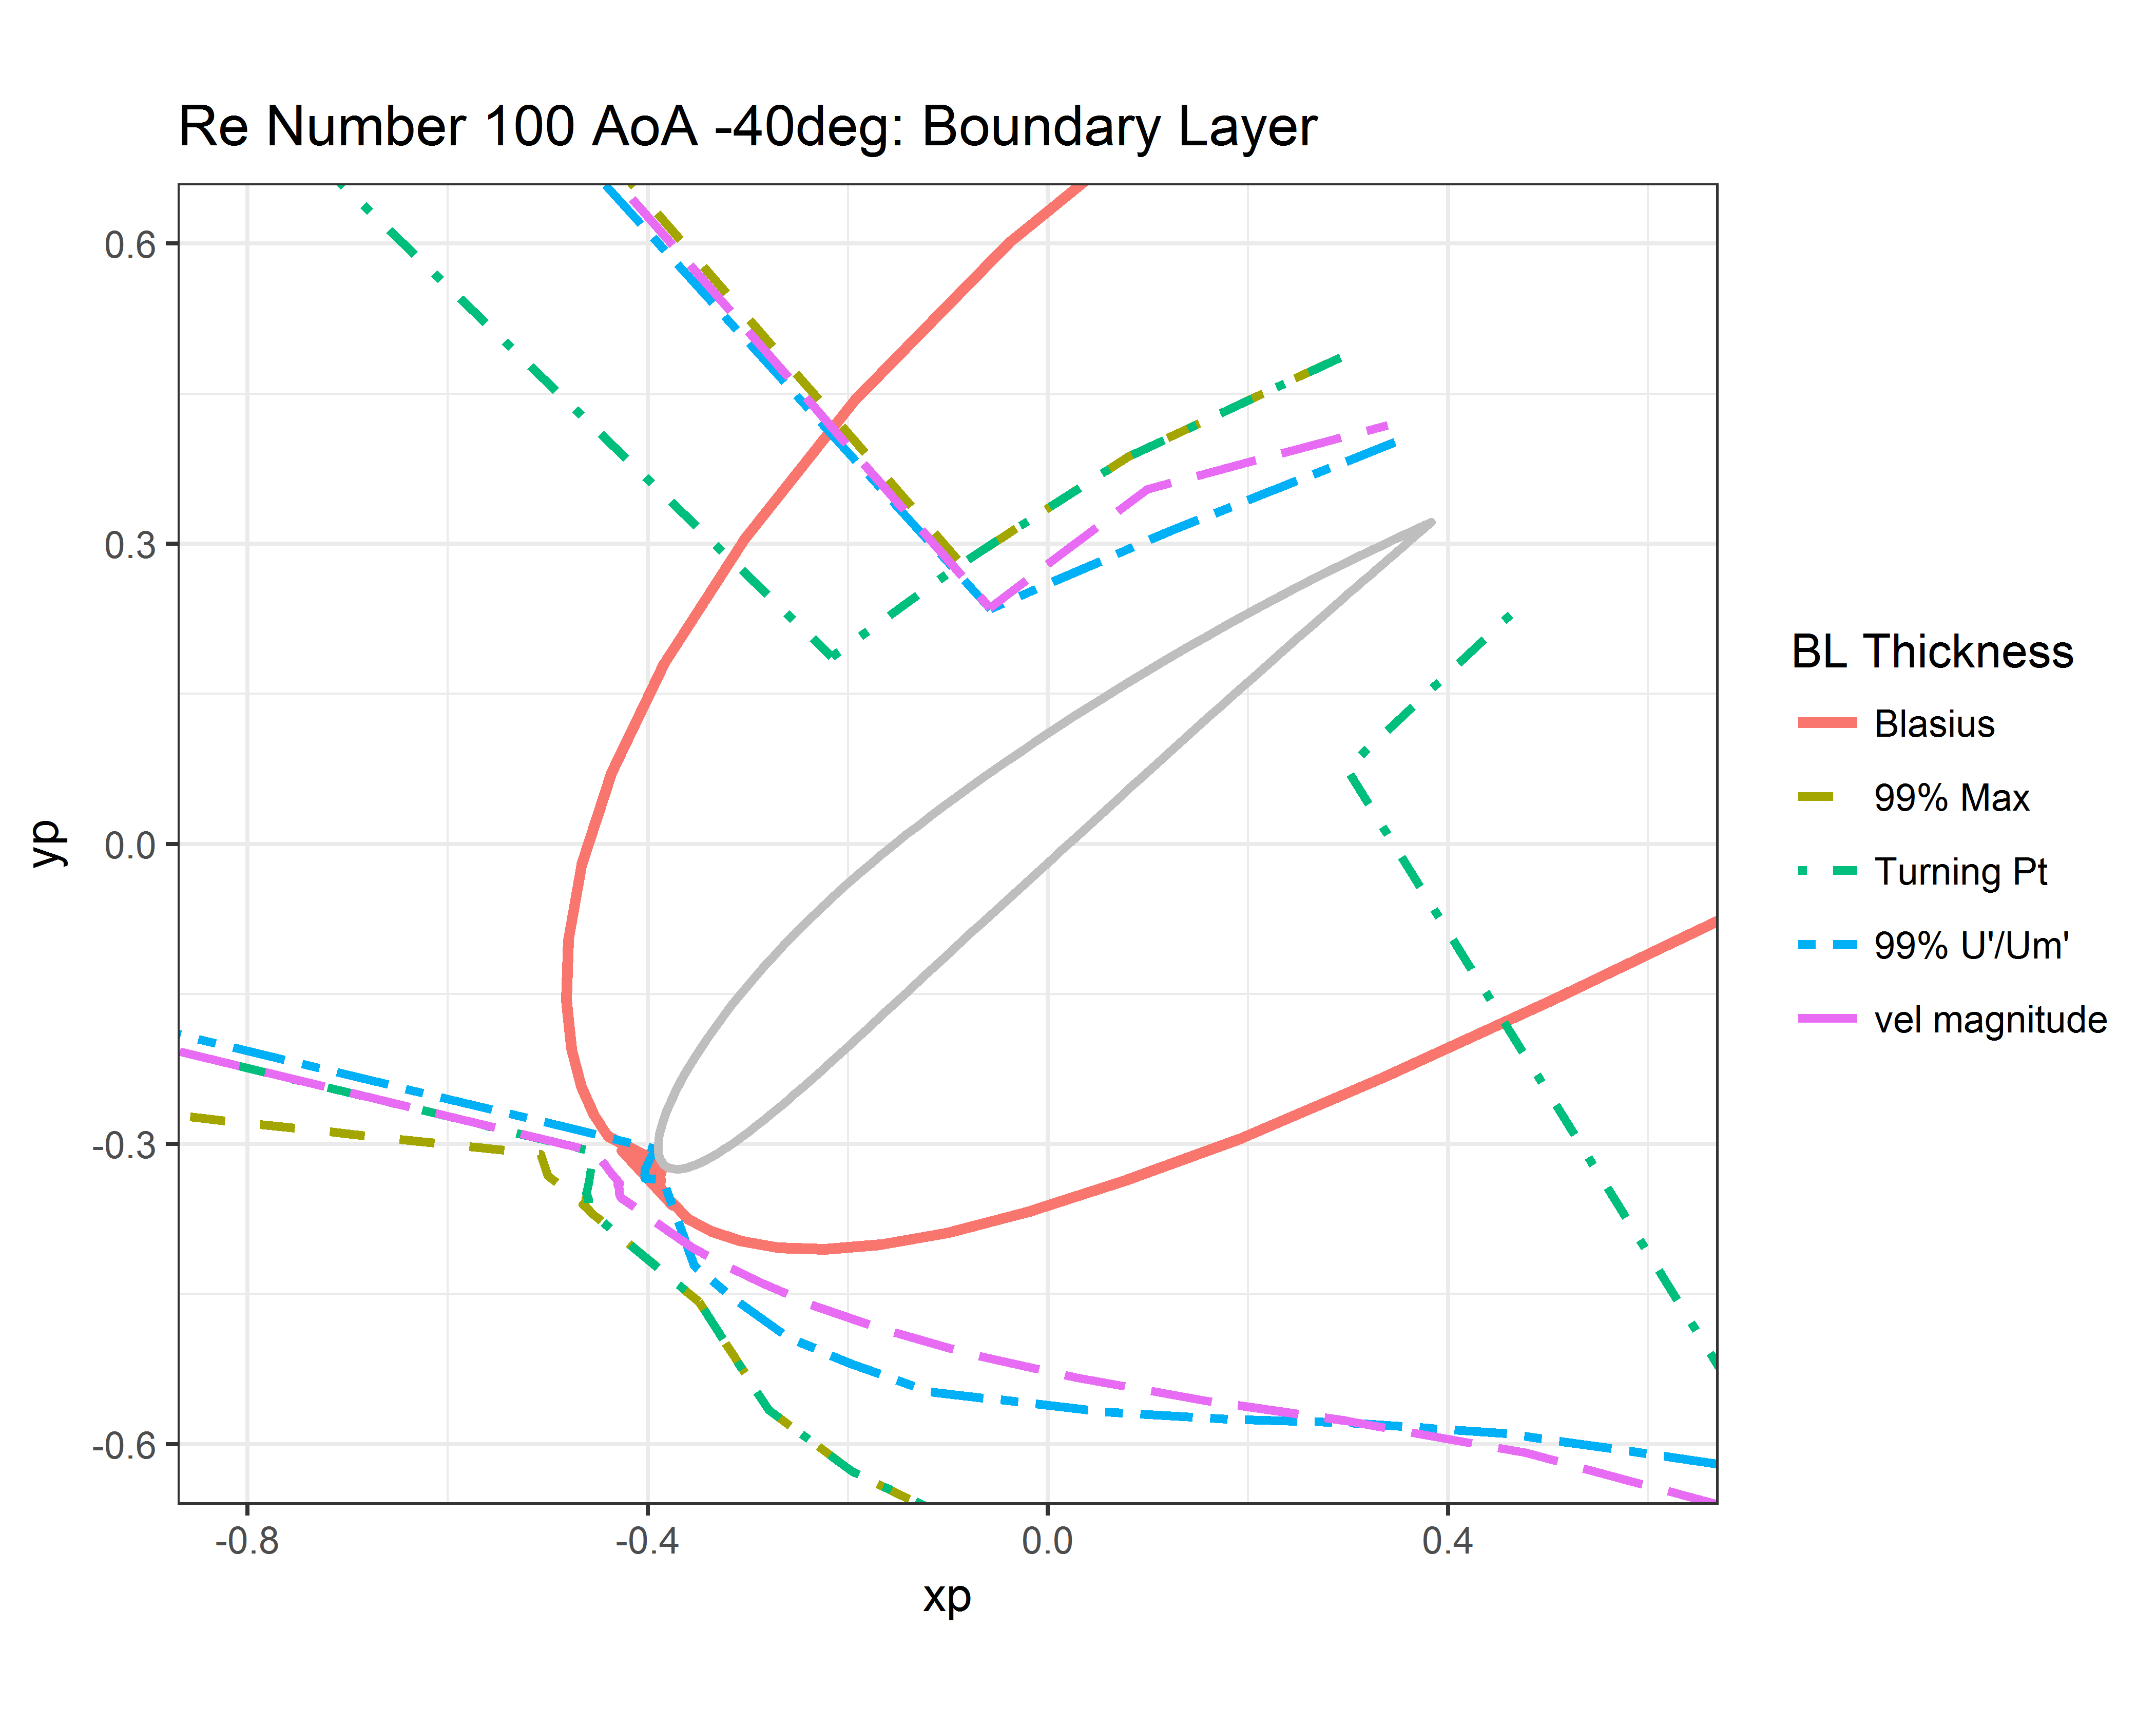 Re Number 100 AoA -40deg: Boundary Layer
0.6
0.3
0.0
-0.3
-0.6
yp
-0.8
-0.4
0.0
0.4
xp
BL Thickness
Blasius
99% Max
Turning Pt
99% U'/Um'
vel magnitude